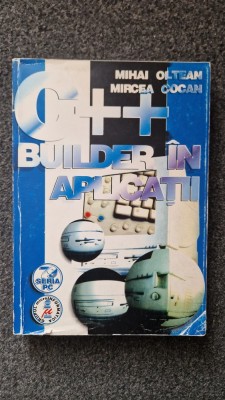 MIHAI OLTEAN
MIRCEA COCAN
C++
BUILDER ÎN
APLICAȚII
SERIA
PC